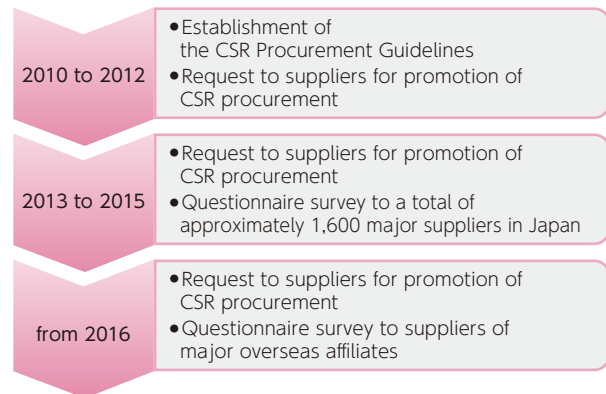 2010 to 2012
•Establishment of
the CSR Procurement Guidelines
•Request to suppliers for promotion of
CSR procurement
2013 to 2015
•Request to suppliers for promotion of
CSR procurement
•Questionnaire survey to a total of
approximately 1,600 major suppliers in Japan
from 2016
•Request to suppliers for promotion of
CSR procurement
•Questionnaire survey to suppliers of
major overseas affiliates